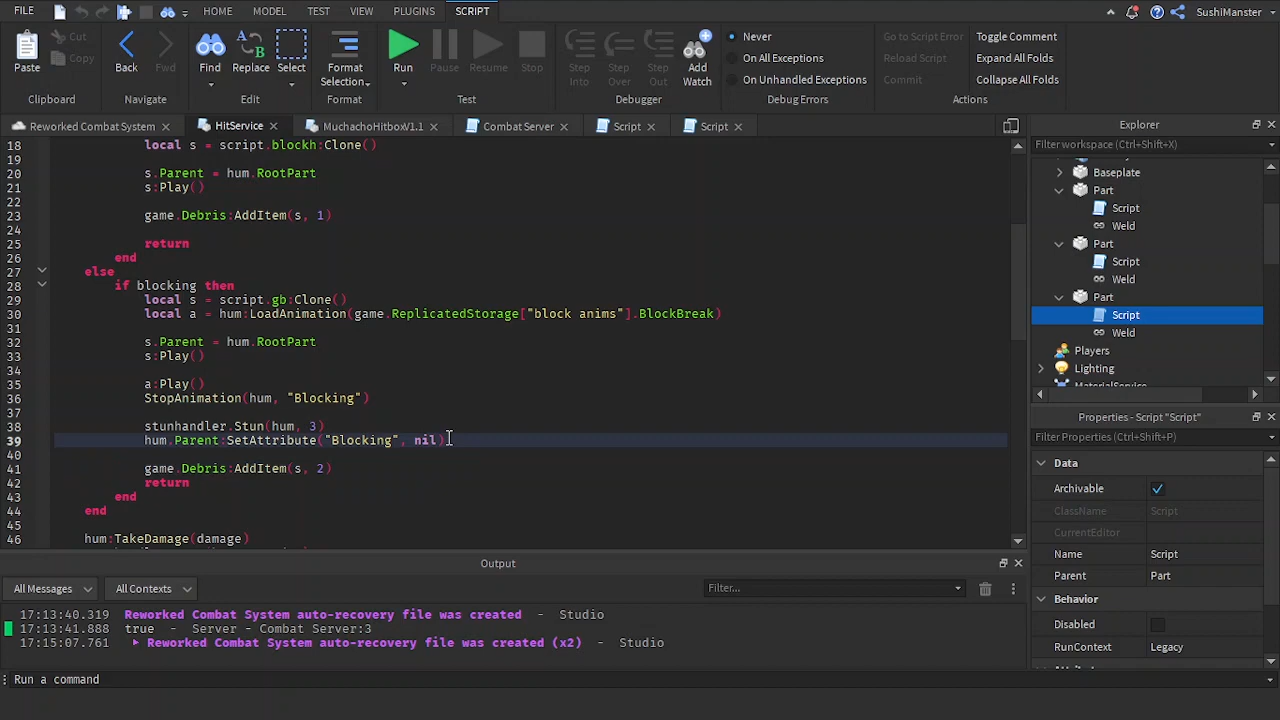 FILE HOME MODEL TEST VIEW PLUGINS SCRIPT SushiManster
Paste Cut Copy Back Fwd Find Replace Select Format Selection Run Pause Resume Stop Step Into Step Over Step Out Add Watch Never On All Exceptions On Unhandled Exceptions Go to Script Error Reload Script Commit Toggle Comment Expand All Folds Collapse All Folds
Clipboard Navigate Edit Format Test Debugger Debug Errors Actions
Reworked Combat System HitService MuchachoHitboxV1.1 Combat Server Script Script
18 local s = script.blockh:Clone()
19
20 s.Parent = hum.RootPart
21 s:Play()
22
23 game.Debris:AddItem(s, 1)
24
25 return
26 end
27 else
28 if blocking then
29 local s = script.gb:Clone()
30 local a = hum:LoadAnimation(game.ReplicatedStorage["block anims"].BlockBreak)
31
32 s.Parent = hum.RootPart
33 s:Play()
34
35 a:Play()
36 StopAnimation(hum, "Blocking")
37
38 stunhandler.Stun(hum, 3)
39 hum.Parent:SetAttribute("Blocking", nil)
40
41 game.Debris:AddItem(s, 2)
42 return
43 end
44 end
45
46 hum:TakeDamage(damage)
Explorer
Filter workspace (Ctrl+Shift+X)
Baseplate
Part
Script
Weld
Part
Script
Weld
Part
Script
Weld
Players
Lighting
MaterialService
Properties - Script "Script"
Filter Properties (Ctrl+Shift+P)
Data
Archivable
ClassName Script
CurrentEditor
Name Script
Parent Part
Behavior
Disabled
RunContext Legacy
Output
All Messages All Contexts Filter...
17:13:40.319 Reworked Combat System auto-recovery file was created - Studio
17:13:41.888 true - Server - Combat Server:3
17:15:07.761 Reworked Combat System auto-recovery file was created (x2) - Studio
Run a command